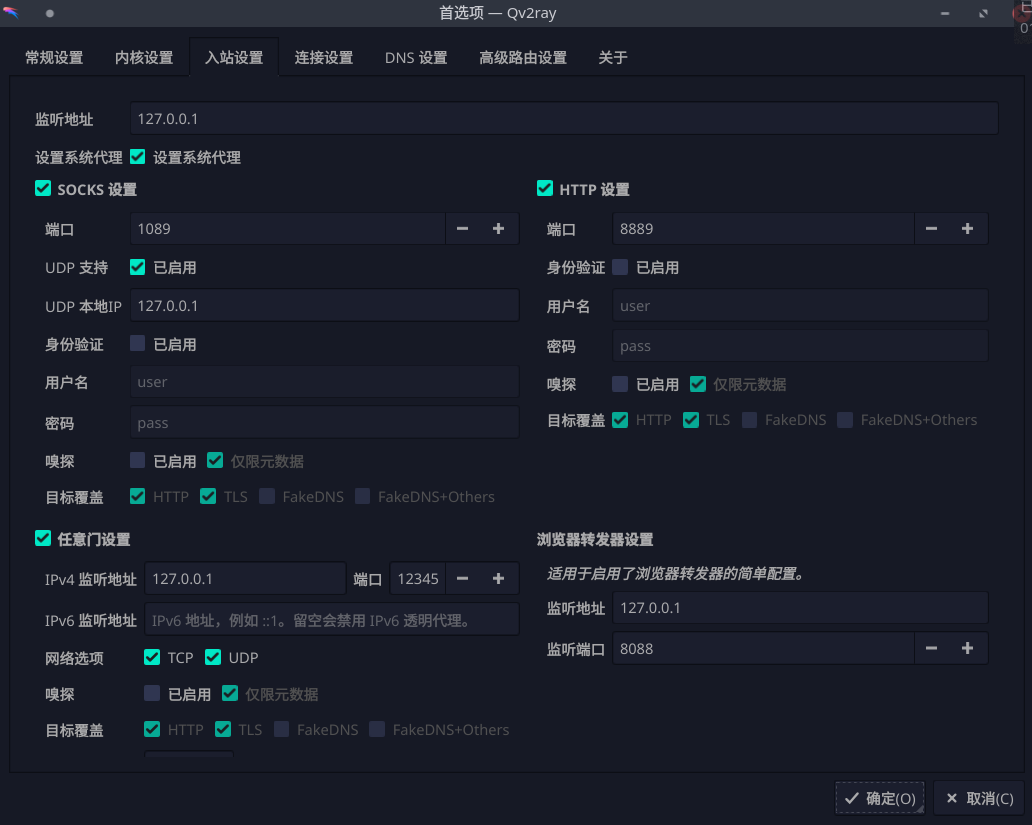 首选项 — Qv2ray
常规设置 内核设置 入站设置 连接设置 DNS 设置 高级路由设置 关于
监听地址 127.0.0.1
设置系统代理 设置系统代理
SOCKS 设置
端口 1089
UDP 支持 已启用
UDP 本地IP 127.0.0.1
身份验证 已启用
用户名 user
密码 pass
嗅探 已启用 仅限元数据
目标覆盖 HTTP TLS FakeDNS FakeDNS+Others
HTTP 设置
端口 8889
身份验证 已启用
用户名 user
密码 pass
嗅探 已启用 仅限元数据
目标覆盖 HTTP TLS FakeDNS FakeDNS+Others
任意门设置
IPv4 监听地址 127.0.0.1 端口 12345
IPv6 监听地址 IPv6 地址，例如 ::1。留空会禁用 IPv6 透明代理。
网络选项 TCP UDP
嗅探 已启用 仅限元数据
目标覆盖 HTTP TLS FakeDNS FakeDNS+Others
浏览器转发器设置
适用于启用了浏览器转发器的简单配置。
监听地址 127.0.0.1
监听端口 8088
确定(O) 取消(C)